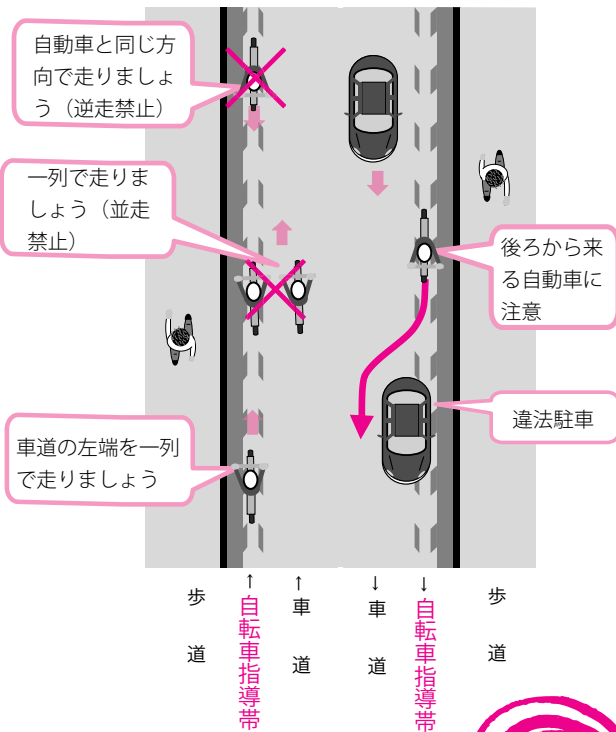 自動車と同じ方
向で走りましょ
う（逆走禁止）
一列で走りま
しょう（並走
禁止）
後ろから来
る自動車に
注意
違法駐車
車道の左端を一列
で走りましょう
歩道
↑自転車指導帯
↑車道
↓車道
↓自転車指導帯
歩道